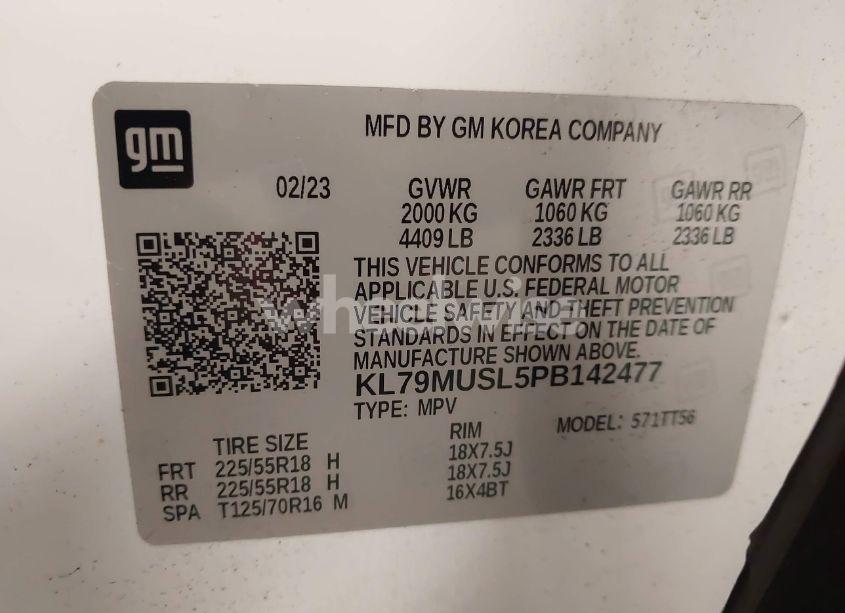 gm
MFD BY GM KOREA COMPANY
02/23 GVWR GAWR FRT GAWR RR
2000 KG 1060 KG 1060 KG
4409 LB 2336 LB 2336 LB
THIS VEHICLE CONFORMS TO ALL
APPLICABLE U.S. FEDERAL MOTOR
VEHICLE SAFETY AND THEFT PREVENTION
STANDARDS IN EFFECT ON THE DATE OF
MANUFACTURE SHOWN ABOVE.
KL79MUSL5PB142477
TYPE: MPV MODEL: 571TT56
TIRE SIZE RIM
FRT 225/55R18 H 18X7.5J
RR 225/55R18 H 18X7.5J
SPA T125/70R16 M 16X4BT